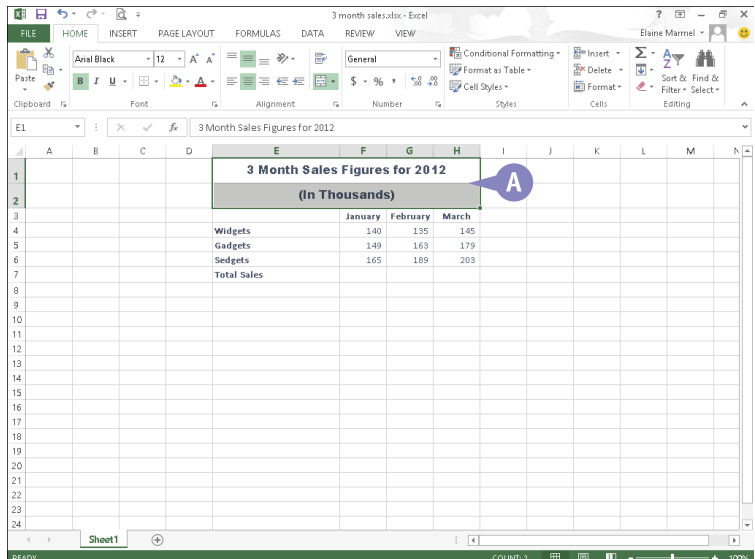 3 month sales.xlsx - Excel
FILE HOME INSERT PAGE LAYOUT FORMULAS DATA REVIEW VIEW Elaine Marmel
Paste
Arial Black 12 A A
B I U A
General
$ % , .0 .00 .00 .0
Conditional Formatting
Format as Table
Cell Styles
Insert
Delete
Format
Sort & Find &
Filter Select
Clipboard Font Alignment Number Styles Cells Editing
E1 fx 3 Month Sales Figures for 2012
A B C D E F G H I J K L M N
1 3 Month Sales Figures for 2012
A
2 (In Thousands)
3 January February March
4 Widgets 140 135 145
5 Gadgets 149 163 179
6 Sedgets 165 189 203
7 Total Sales
8
9
10
11
12
13
14
15
16
17
18
19
20
21
22
23
24
Sheet1
READY COUNT: 2 100%